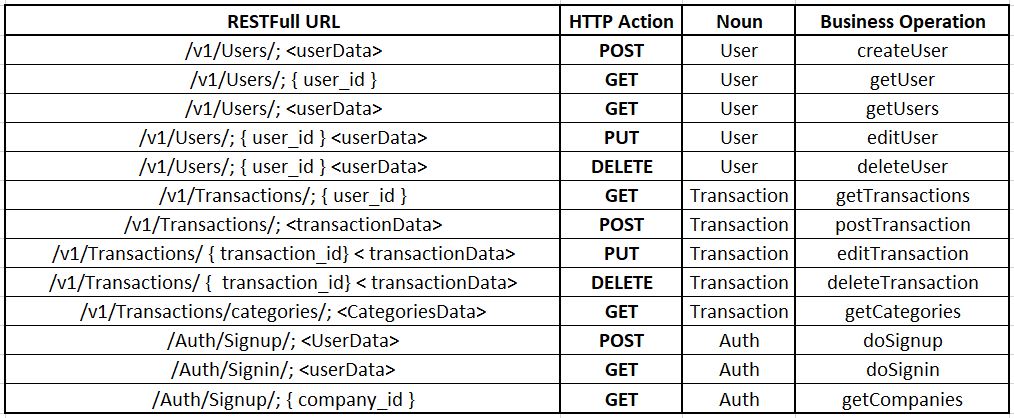 RESTFull URL HTTP Action Noun Business Operation
/v1/Users/; <userData> POST User createUser
/v1/Users/; { user_id } GET User getUser
/v1/Users/; <userData> GET User getUsers
/v1/Users/; { user_id } <userData> PUT User editUser
/v1/Users/; { user_id } <userData> DELETE User deleteUser
/v1/Transactions/; { user_id } GET Transaction getTransactions
/v1/Transactions/; <transactionData> POST Transaction postTransaction
/v1/Transactions/ { transaction_id} < transactionData> PUT Transaction editTransaction
/v1/Transactions/ {  transaction_id} < transactionData> DELETE Transaction deleteTransaction
/v1/Transactions/categories/; <CategoriesData> GET Transaction getCategories
/Auth/Signup/; <UserData> POST Auth doSignup
/Auth/Signin/; <userData> GET Auth doSignin
/Auth/Signup/; { company_id } GET Auth getCompanies